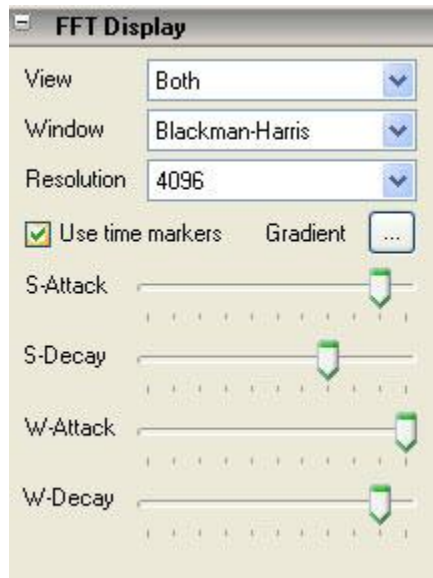 FFT Display
View Both
Window Blackman-Harris
Resolution 4096
Use time markers Gradient ...
S-Attack
S-Decay
W-Attack
W-Decay